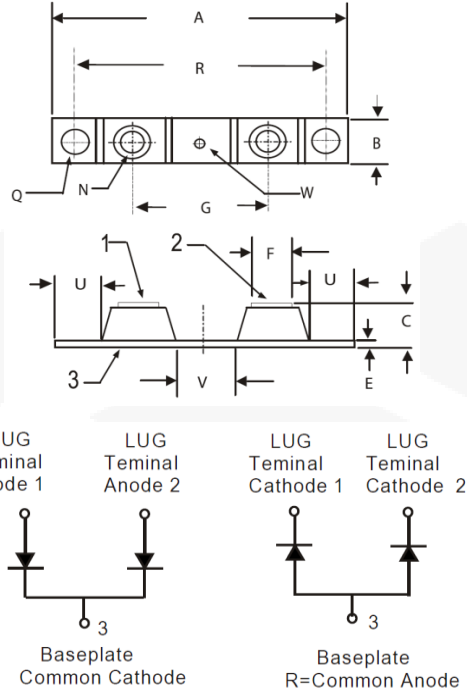 A
R
B
Q
N
W
G
1
2
F
U
U
C
3
V
E
LUG
LUG
LUG
Teminal
Teminal
Teminal
Anode 2
Cathode 1
Cathode 2
3
3
Baseplate
Common Cathode
Baseplate
R=Common Anode